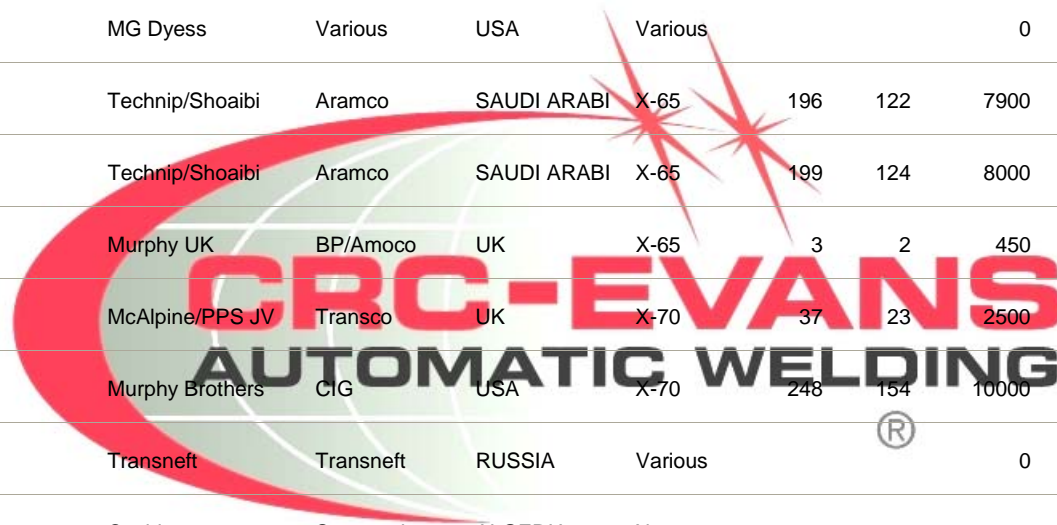 MG Dyess Various USA Various 0
Technip/Shoaibi Aramco SAUDI ARABI X-65 196 122 7900
Technip/Shoaibi Aramco SAUDI ARABI X-65 199 124 8000
Murphy UK BP/Amoco UK X-65 3 2 450
CRC-EVANS
McAlpine/PPS JV Transco UK X-70 37 23 2500
AUTOMATIC WELDING
Murphy Brothers CIG USA X-70 248 154 10000
®
Transneft Transneft RUSSIA Various 0